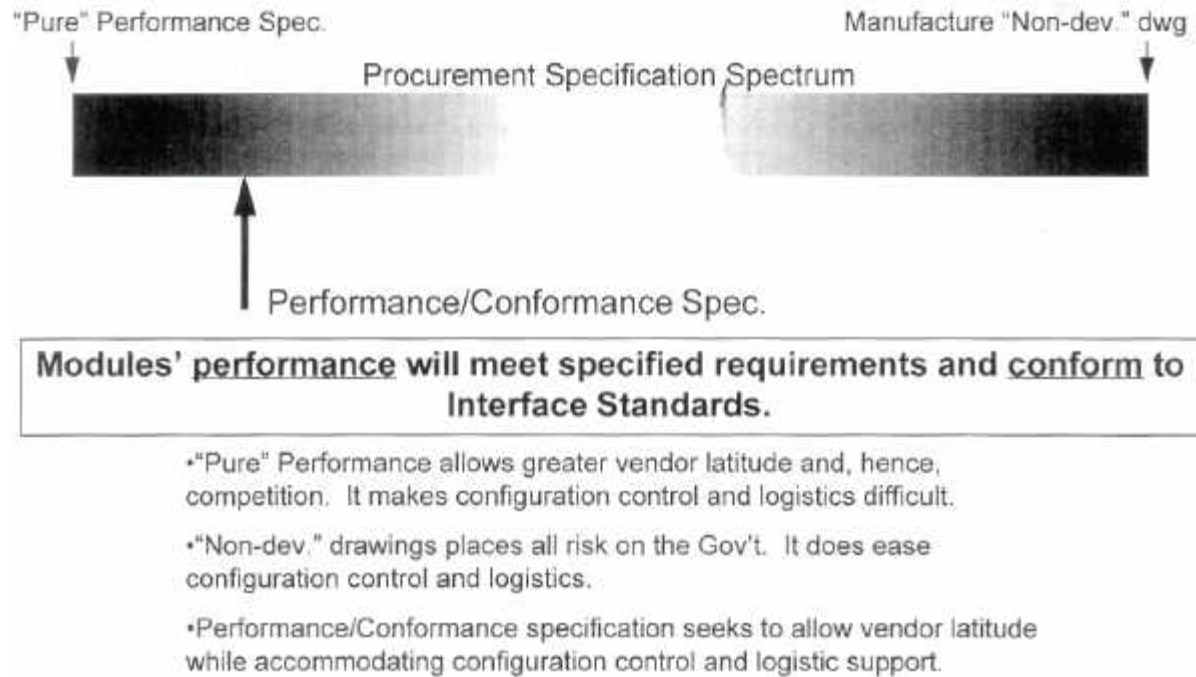 "Pure" Performance Spec.
Manufacture "Non-dev." dwg
Procurement Specification Spectrum
Performance/Conformance Spec.
Modules' performance will meet specified requirements and conform to
Interface Standards.
•"Pure" Performance allows greater vendor latitude and, hence,
competition. It makes configuration control and logistics difficult.
•"Non-dev." drawings places all risk on the Gov't. It does ease
configuration control and logistics.
•Performance/Conformance specification seeks to allow vendor latitude
while accommodating configuration control and logistic support.